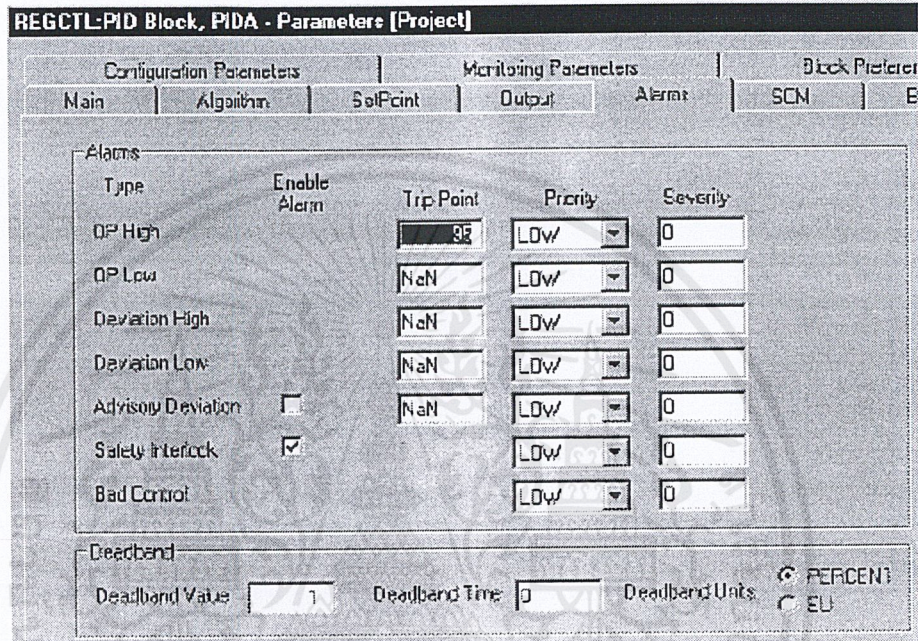 REGCTL:PID Block, PIDA - Parameters [Project]
Configuration Parameters Monitoring Parameters Block Preferen
Main Algorithm SetPoint Output Alarms SCM
Alarms
Type Enable Alarm Trip Point Priority Severity
OP High 95 LOW 0
OP Low NaN LOW 0
Deviation High NaN LOW 0
Deviation Low NaN LOW 0
Advisory Deviation NaN LOW 0
Safety Interlock LOW 0
Bad Control LOW 0
Deadband
Deadband Value 1 Deadband Time 0 Deadband Units PERCENT
EU